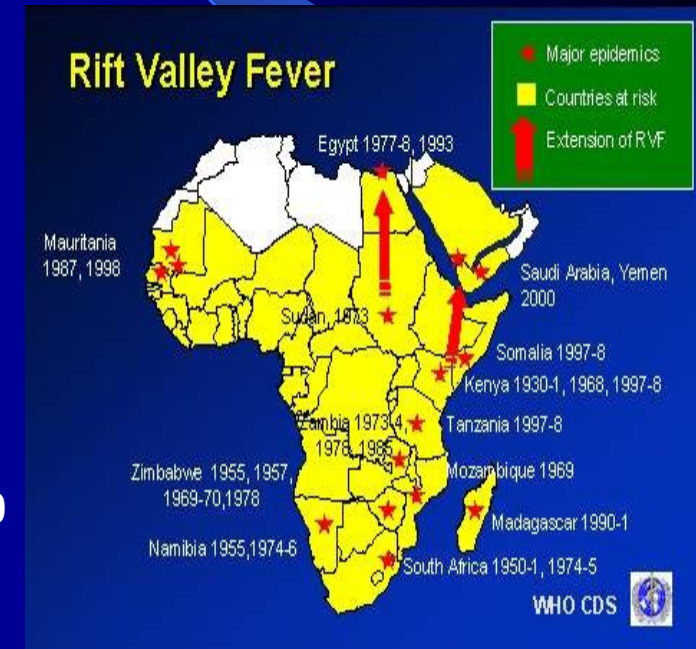 Rift Valley Fever
Major epidemics
Countries at risk
Extension of RVF
Egypt 1977-8, 1993
Mauritania
1987, 1998
Saudi Arabia, Yemen
2000
Sudan, 1973
Somalia 1997-8
Kenya 1930-1, 1968, 1997-8
Zambia 1973-4,
1978, 1985
Tanzania 1997-8
Zimbabwe 1955, 1957,
1969-70,1978
Mozambique 1969
Madagascar 1990-1
Namibia 1955,1974-6
South Africa 1950-1, 1974-5
WHO CDS